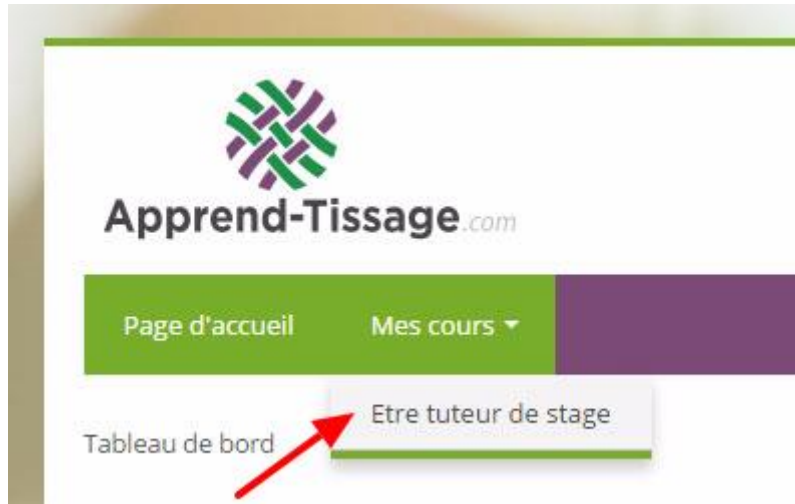 Apprend-Tissage.com
Page d'accueil Mes cours
Etre tuteur de stage
Tableau de bord